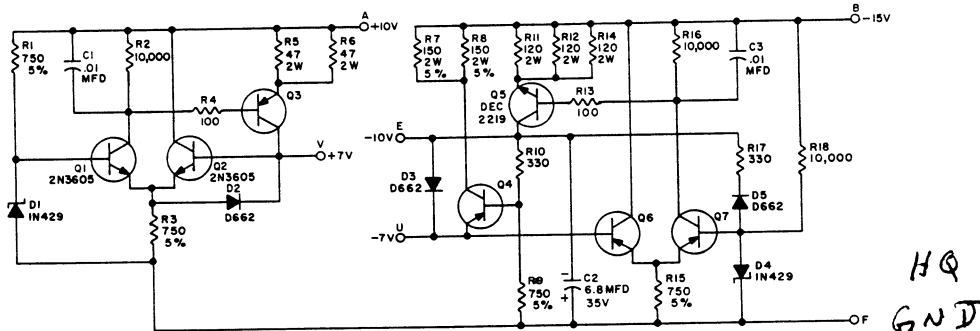 A
+10V
R1
750
5%
C1
.01
MFD
R2
10,000
R5
47
2W
R6
47
2W
R4
100
Q3
Q1
2N3605
Q2
2N3605
D2
D662
V
+7V
D1
1N429
R3
750
5%
B
-15V
R7
150
2W
5%
R8
150
2W
5%
R11
120
2W
R12
120
2W
R14
120
2W
R16
10,000
C3
.01
MFD
Q5
DEC
2219
R13
100
E
-10V
R10
330
R17
330
R18
10,000
D3
D662
Q4
D5
D662
U
-7V
Q6
Q7
R9
750
5%
C2
6.8MFD
35V
-
+
R15
750
5%
D4
1N429
F
HQ
GND